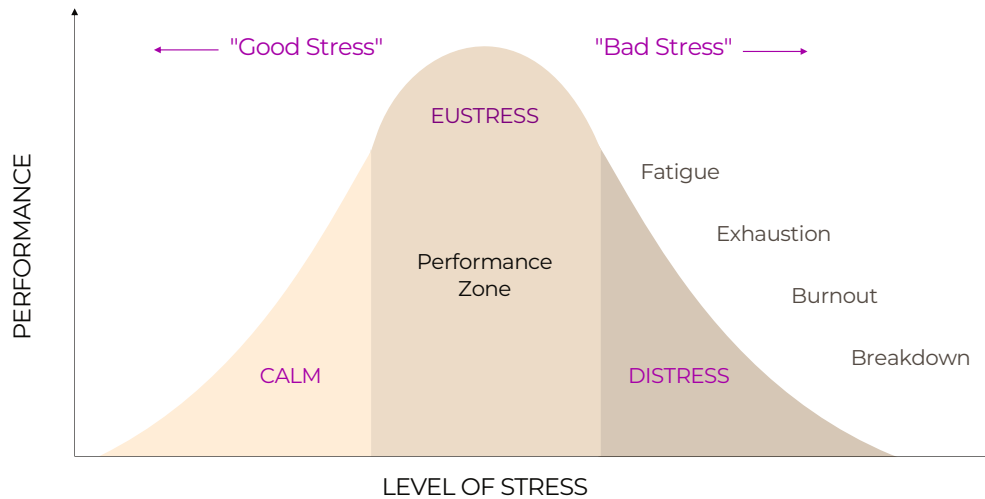 "Good Stress"
"Bad Stress"
EUSTRESS
Fatigue
Exhaustion
Performance
Zone
Burnout
Breakdown
CALM
DISTRESS
PERFORMANCE
LEVEL OF STRESS